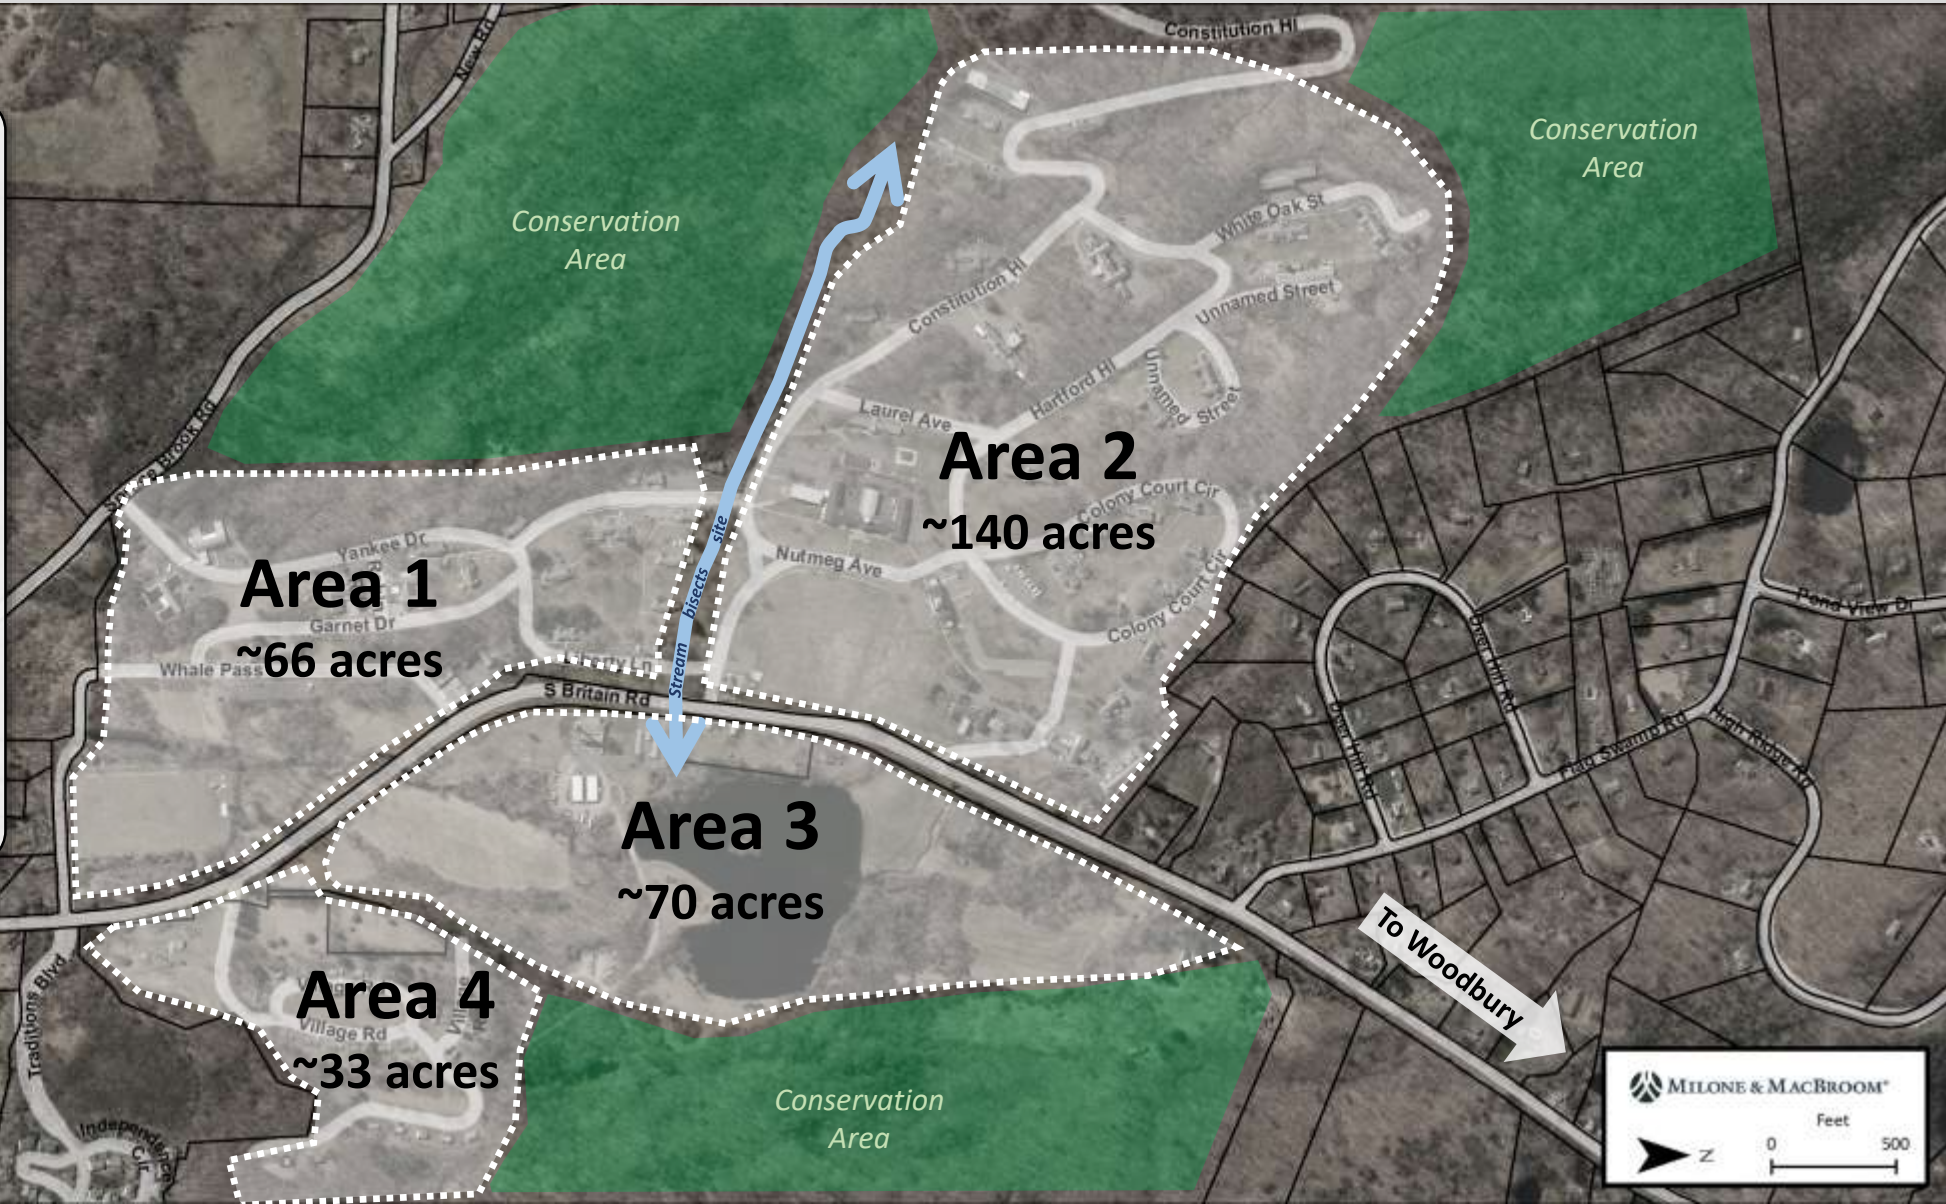 Constitution Hl
New Rd
Conservation
Area
Conservation
Area
White Oak St
Constitution Hl
Unnamed Street
Hartford Hl
Unnamed
Street
Laurel Ave
Brook Rd
Area 2
~140 acres
Colony Court Cir
Stream bisects site
Yankee Dr
Nutmeg Ave
Area 1
~66 acres
Garnet Dr
Whale Pass
Liberty Ln
Colony Court Cir
S Britain Rd
Pond View Dr
Flag Swamp Rd
High Ridge Rd
Area 3
~70 acres
To Woodbury
Traditions Blvd
Area 4
~33 acres
Village Rd
Independence
Cir
Conservation
Area
MILONE & MACBROOM®
Feet
0 500
N